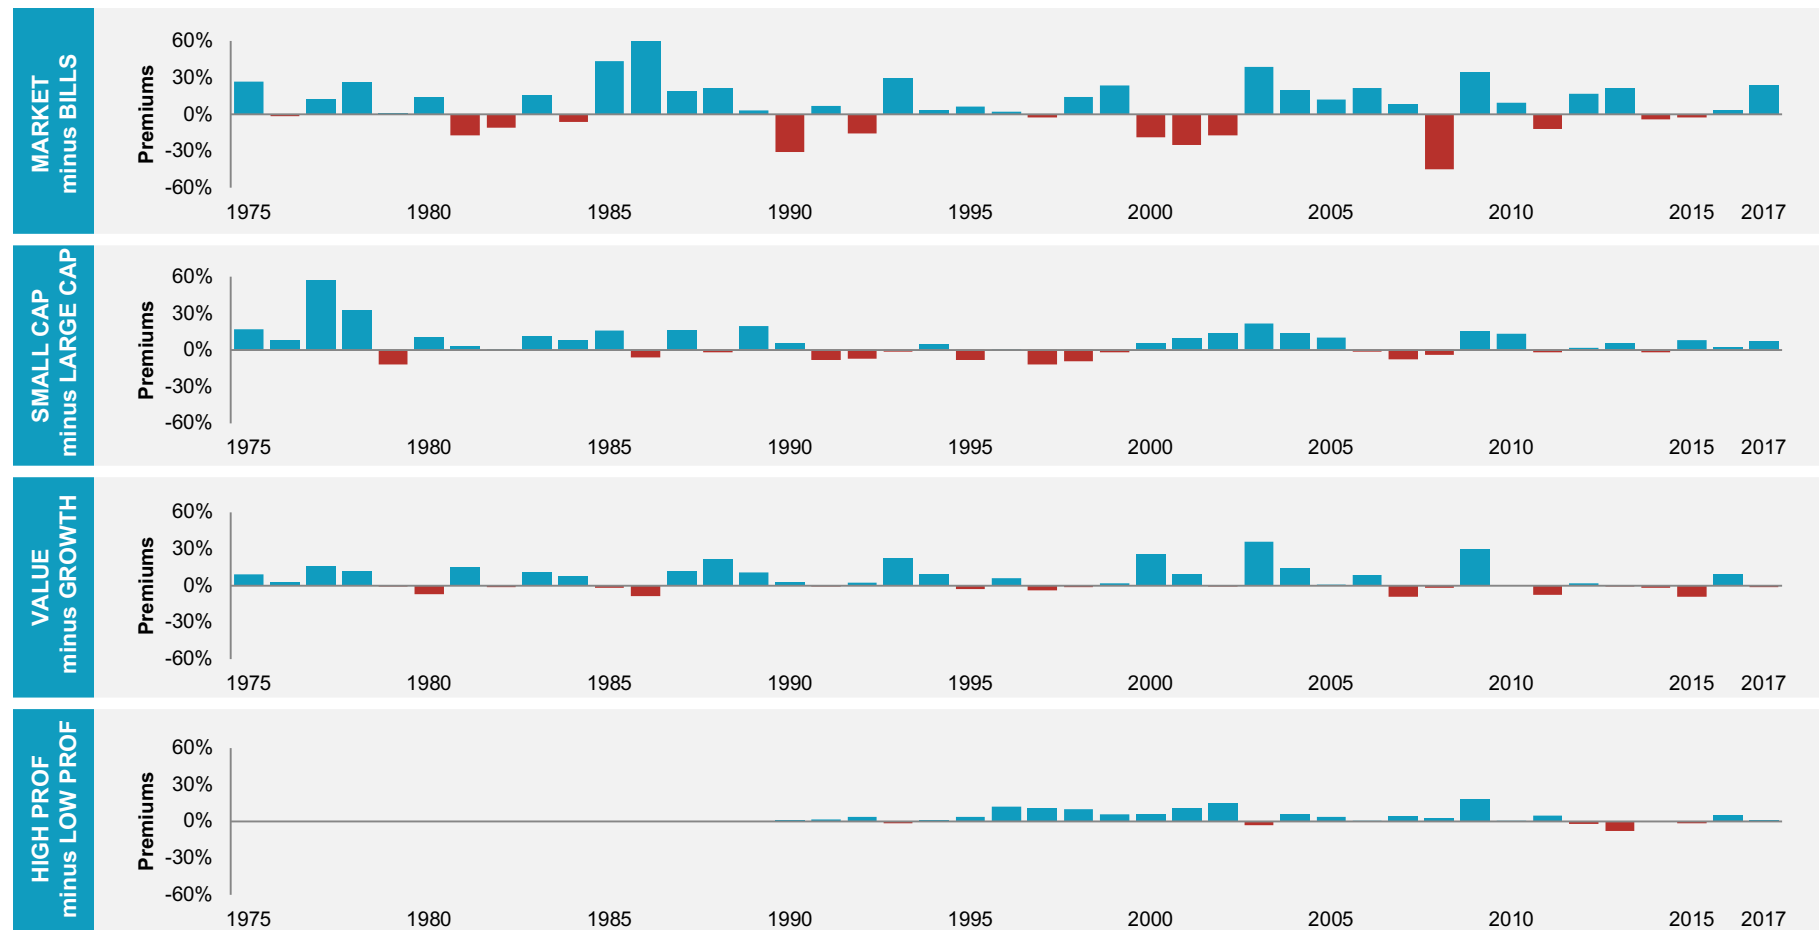 MARKET
minus BILLS
Premiums
60%
30%
0%
-30%
-60%
1975 1980 1985 1990 1995 2000 2005 2010 2015 2017
SMALL CAP
minus LARGE CAP
Premiums
60%
30%
0%
-30%
-60%
1975 1980 1985 1990 1995 2000 2005 2010 2015 2017
VALUE
minus GROWTH
Premiums
60%
30%
0%
-30%
-60%
1975 1980 1985 1990 1995 2000 2005 2010 2015 2017
HIGH PROF
minus LOW PROF
Premiums
60%
30%
0%
-30%
-60%
1975 1980 1985 1990 1995 2000 2005 2010 2015 2017